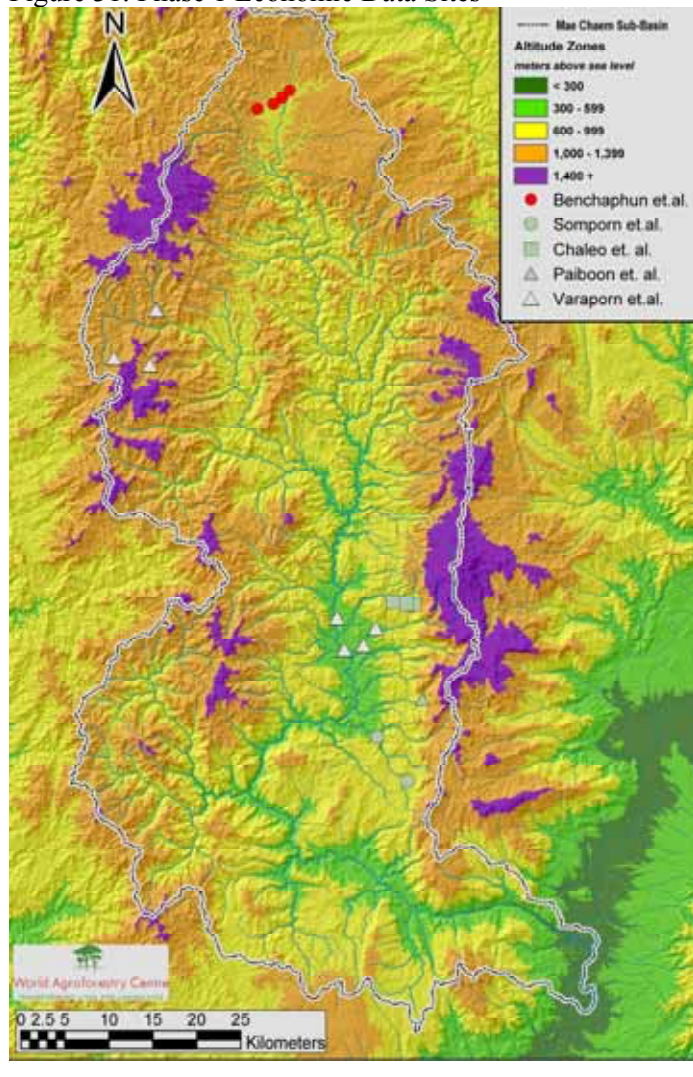 Figure 31. Phase 1 Economic Data Sites
N
Mae Chaem Sub-Basin
Altitude Zones
meters above sea level
< 300
300 - 599
600 - 999
1,000 - 1,399
1,400 +
Benchaphun et.al.
Somporn et.al.
Chaleo et. al.
Paiboon et. al.
Varaporn et.al.
World Agroforestry Centre
0 2.5 5 10 15 20 25
Kilometers